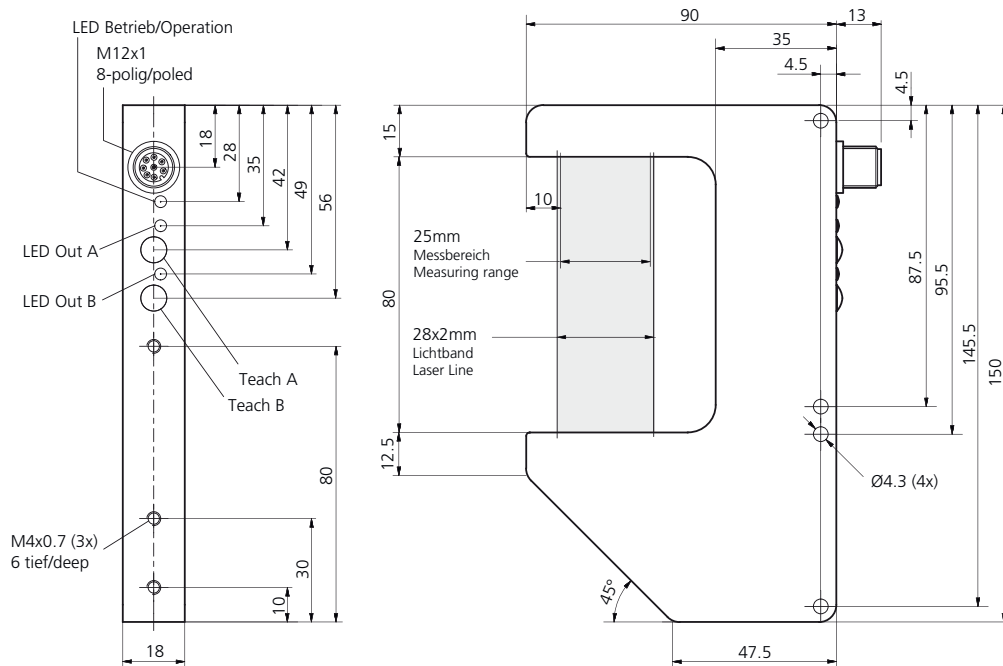 LED Betrieb/Operation
M12x1
8-polig/poled
18
28
35
42
49
56
LED Out A
LED Out B
Teach A
Teach B
80
M4x0.7 (3x)
6 tief/deep
30
10
18
90
13
35
4.5
4.5
15
10
25mm
Messbereich
Measuring range
80
28x2mm
Lichtband
Laser Line
12.5
87.5
95.5
145.5
150
Ø4.3 (4x)
45°
47.5